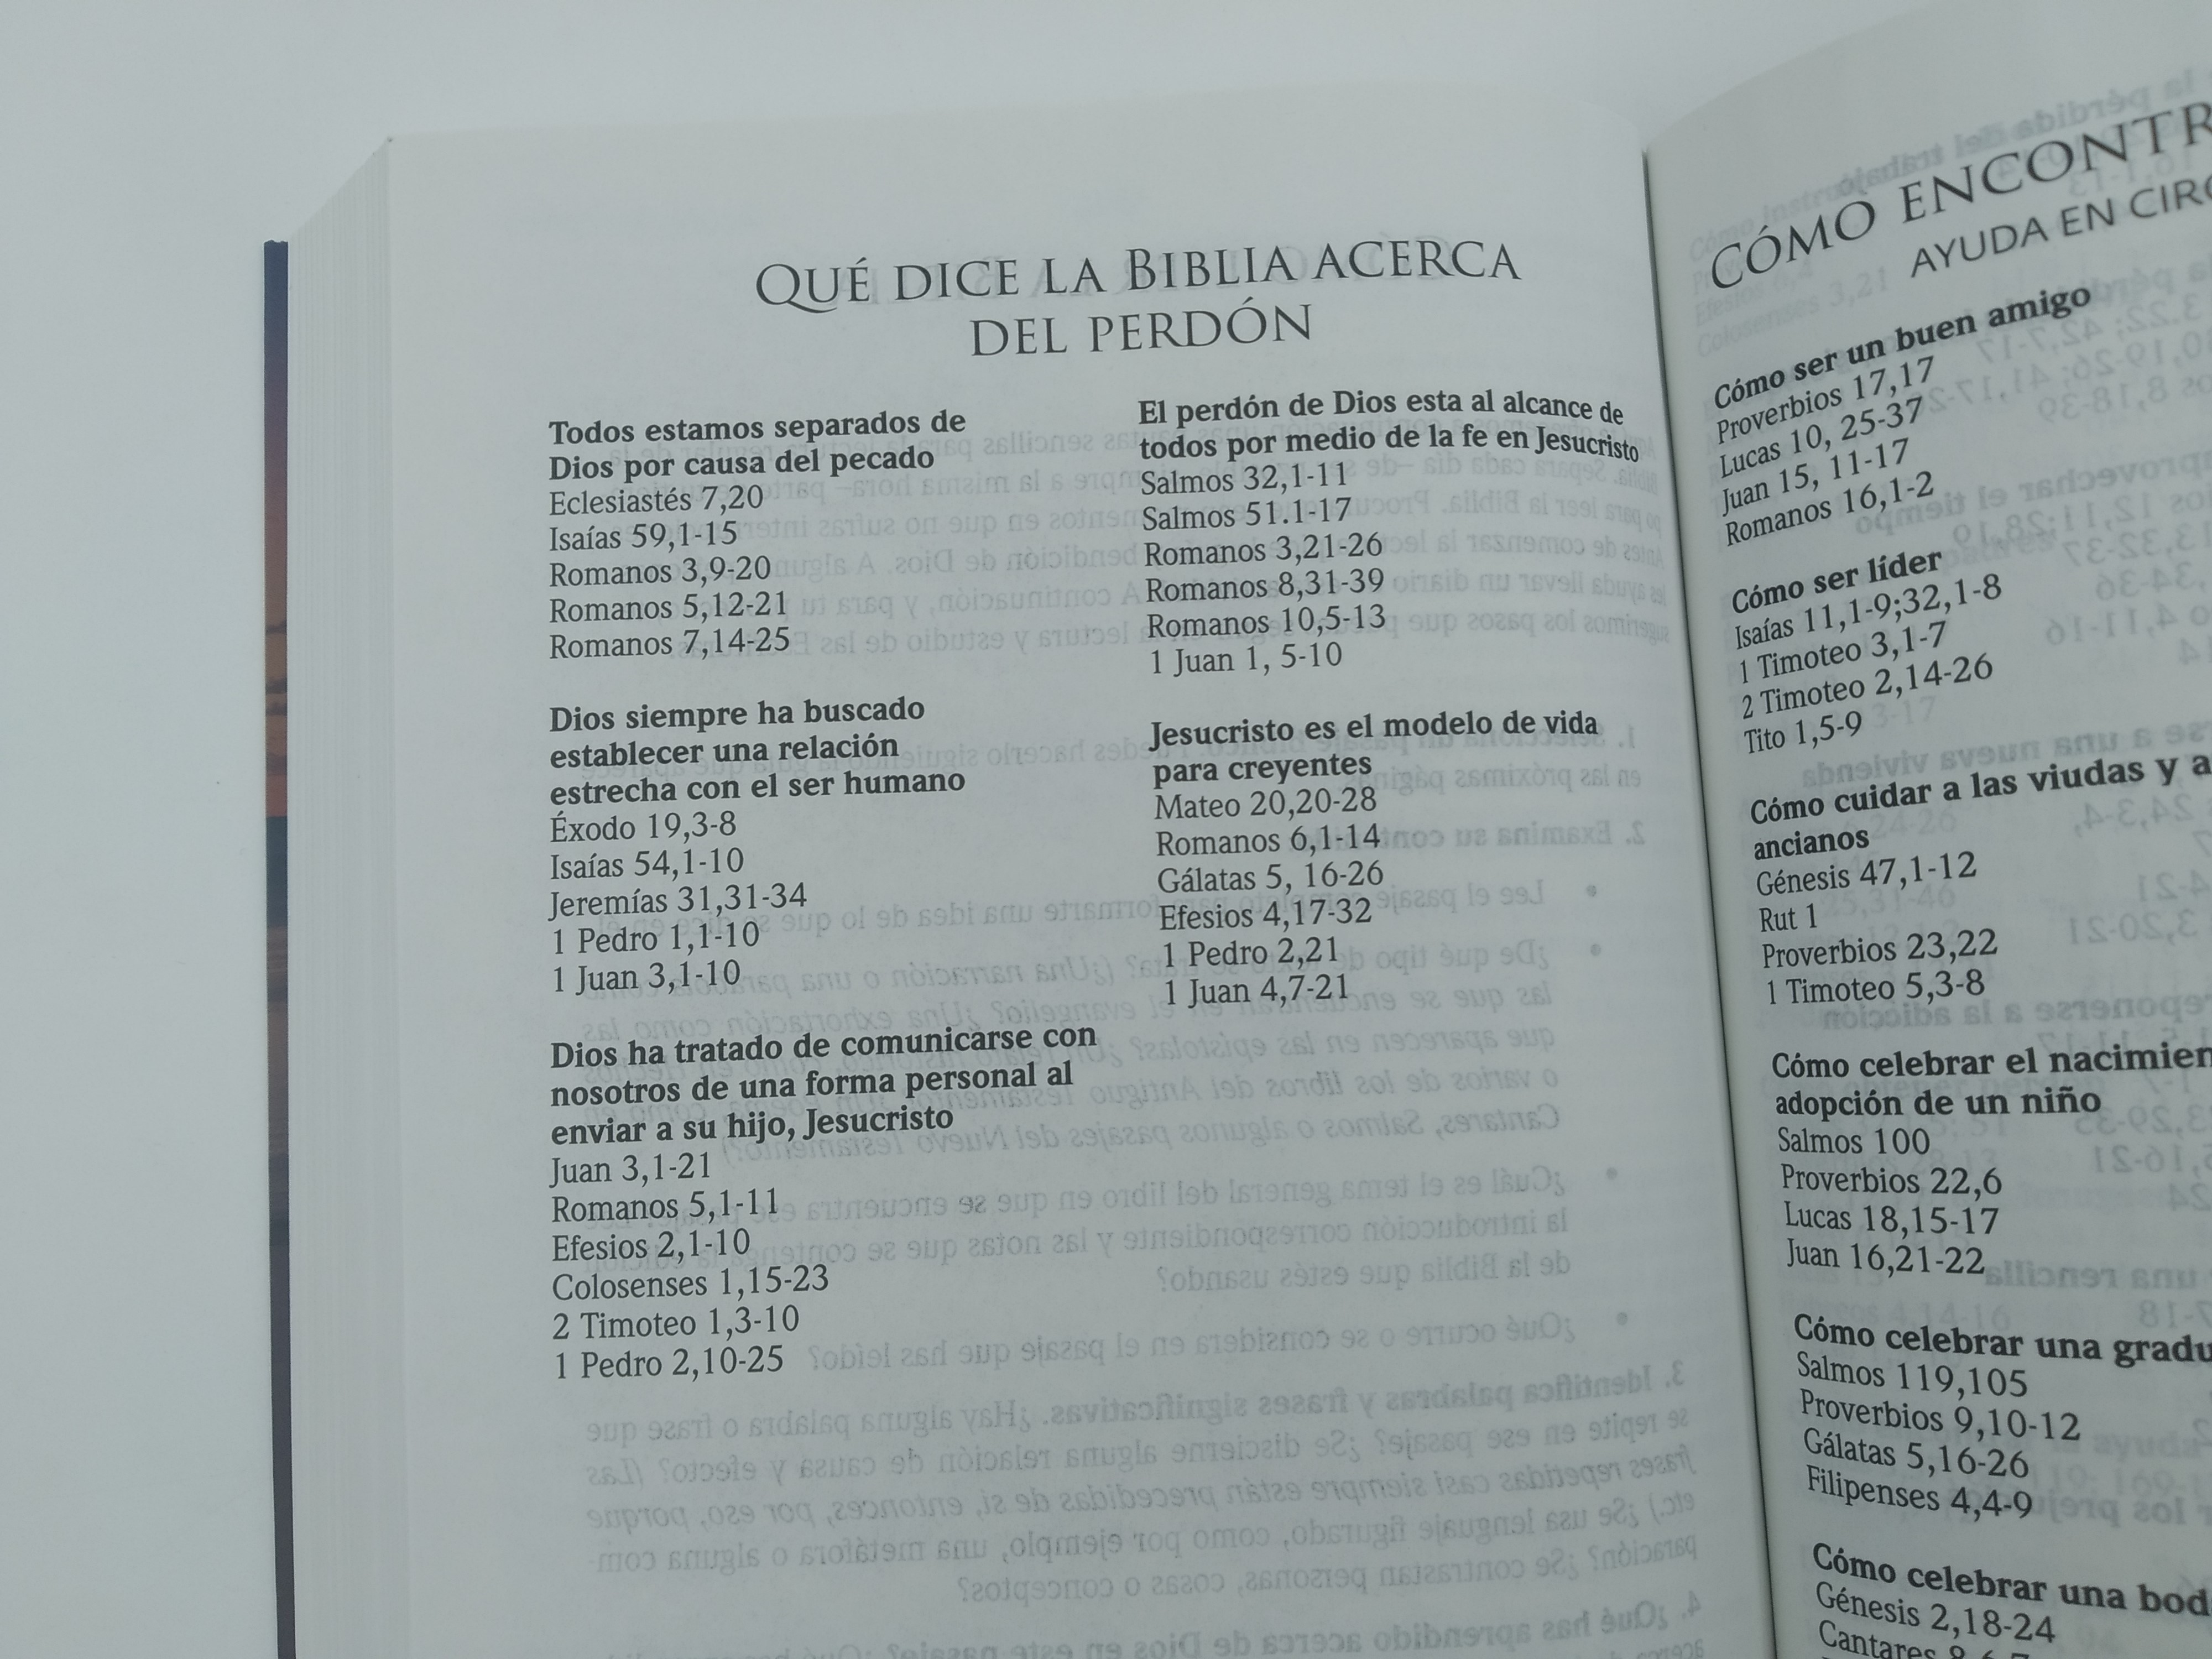 QUÉ DICE LA BIBLIA ACERCA
DEL PERDÓN
Todos estamos separados de
Dios por causa del pecado
Eclesiastés 7,20
Isaías 59,1-15
Romanos 3,9-20
Romanos 5,12-21
Romanos 7,14-25
Dios siempre ha buscado
establecer una relación
estrecha con el ser humano
Éxodo 19,3-8
Isaías 54,1-10
Jeremías 31,31-34
1 Pedro 1,1-10
1 Juan 3,1-10
Dios ha tratado de comunicarse con
nosotros de una forma personal al
enviar a su hijo, Jesucristo
Juan 3,1-21
Romanos 5,1-11
Efesios 2,1-10
Colosenses 1,15-23
2 Timoteo 1,3-10
1 Pedro 2,10-25
El perdón de Dios esta al alcance de
todos por medio de la fe en Jesucristo
Salmos 32,1-11
Salmos 51.1-17
Romanos 3,21-26
Romanos 8,31-39
Romanos 10,5-13
1 Juan 1, 5-10
Jesucristo es el modelo de vida
para creyentes
Mateo 20,20-28
Romanos 6,1-14
Gálatas 5, 16-26
Efesios 4,17-32
1 Pedro 2,21
1 Juan 4,7-21
CÓMO ENCONTR
AYUDA EN CIRC
Cómo ser un buen amigo
Proverbios 17,17
Lucas 10, 25-37
Juan 15, 11-17
Romanos 16,1-2
Cómo ser líder
Isaías 11,1-9;32,1-8
1 Timoteo 3,1-7
2 Timoteo 2,14-26
Tito 1,5-9
Cómo cuidar a las viudas y a
ancianos
Génesis 47,1-12
Rut 1
Proverbios 23,22
1 Timoteo 5,3-8
Cómo celebrar el nacimien
adopción de un niño
Salmos 100
Proverbios 22,6
Lucas 18,15-17
Juan 16,21-22
Cómo celebrar una gradu
Salmos 119,105
Proverbios 9,10-12
Gálatas 5,16-26
Filipenses 4,4-9
Cómo celebrar una bod
Génesis 2,18-24
Cantares